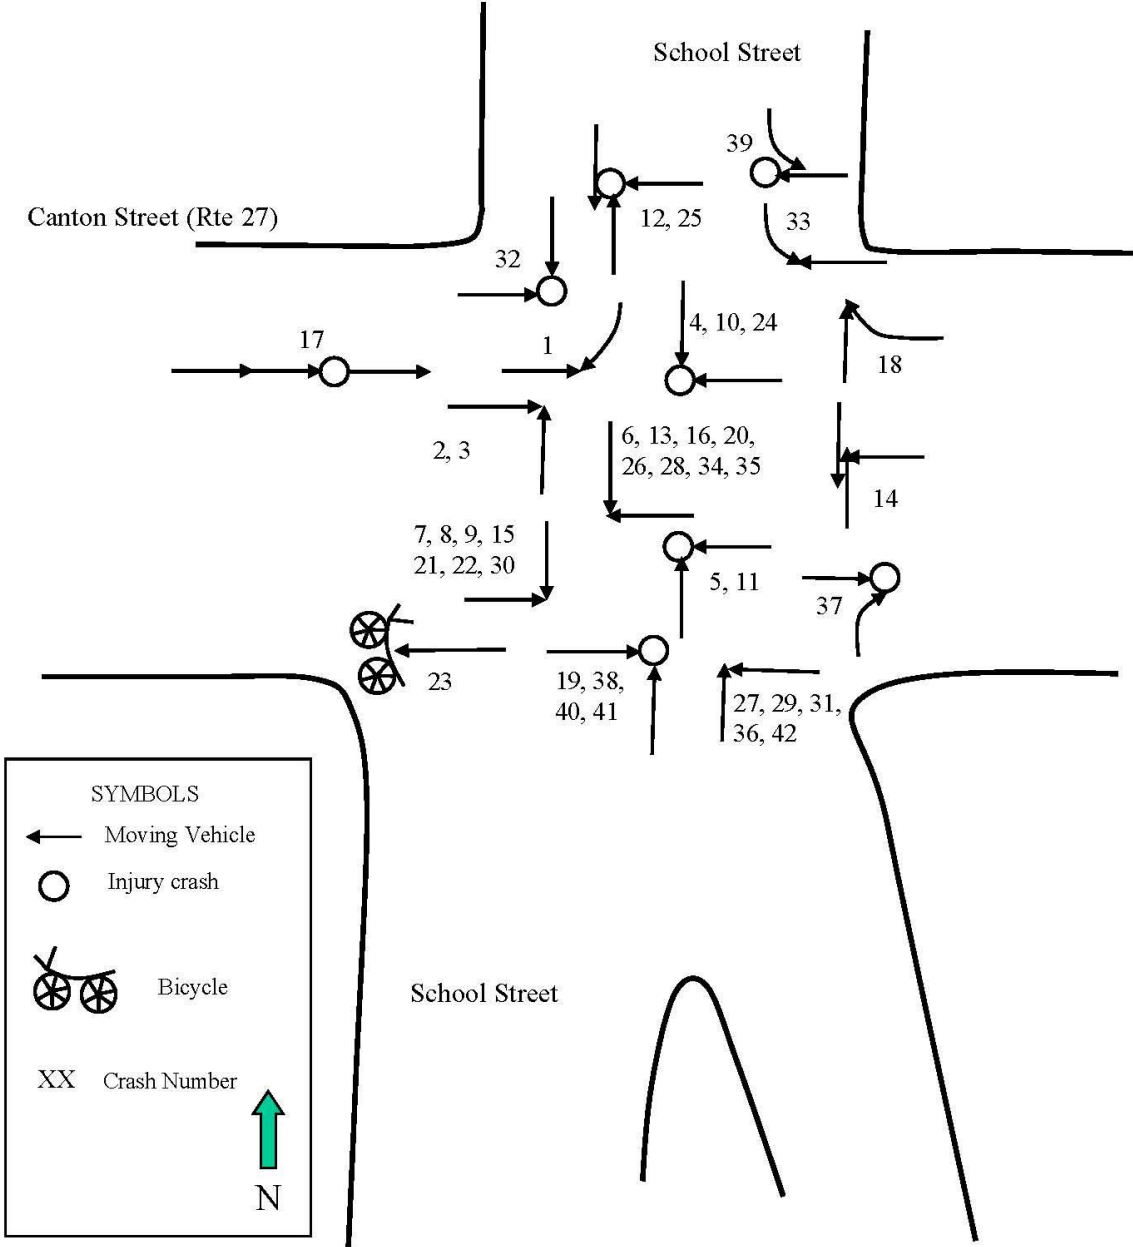 School Street
39
Canton Street (Rte 27)
12, 25
33
32
4, 10, 24
17
1
18
6, 13, 16, 20,
26, 28, 34, 35
2, 3
14
7, 8, 9, 15
21, 22, 30
5, 11
37
23
19, 38,
40, 41
27, 29, 31,
36, 42
SYMBOLS
Moving Vehicle
Injury crash
Bicycle
XX Crash Number
N
School Street